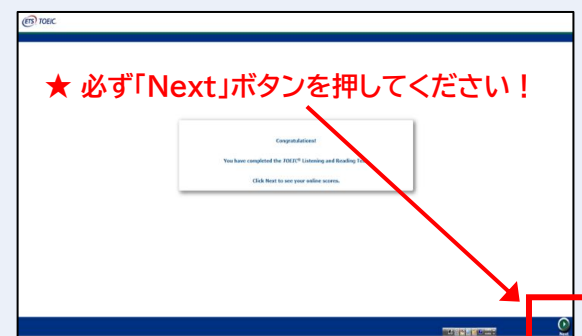 ETS TOEIC.
★ 必ず「Next」ボタンを押してください！
Congratulations!
You have completed the TOEIC® Listening and Reading
Click Next to see your online scores.
Next